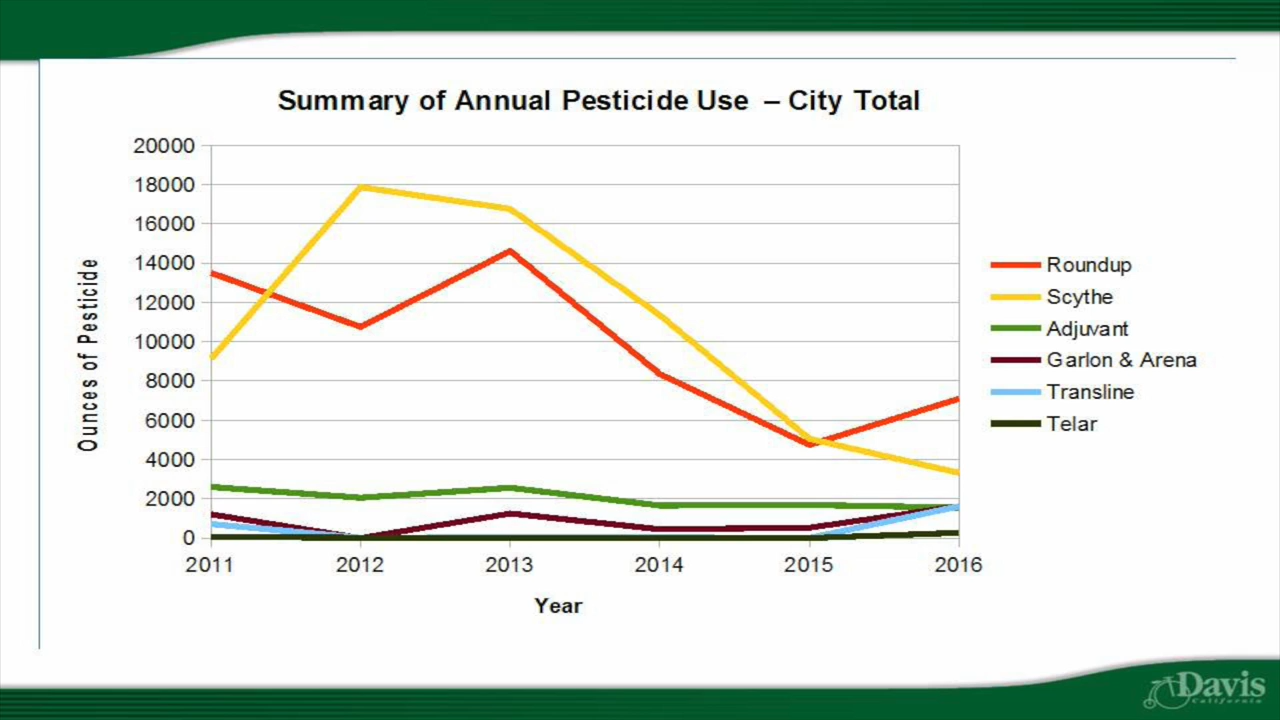 Summary of Annual Pesticide Use – City Total
20000
18000
16000
14000
12000
10000
8000
6000
4000
2000
0
Ounces of Pesticide
2011 2012 2013 2014 2015 2016
Year
Roundup
Scythe
Adjuvant
Garlon & Arena
Transline
Telar
Davis
California